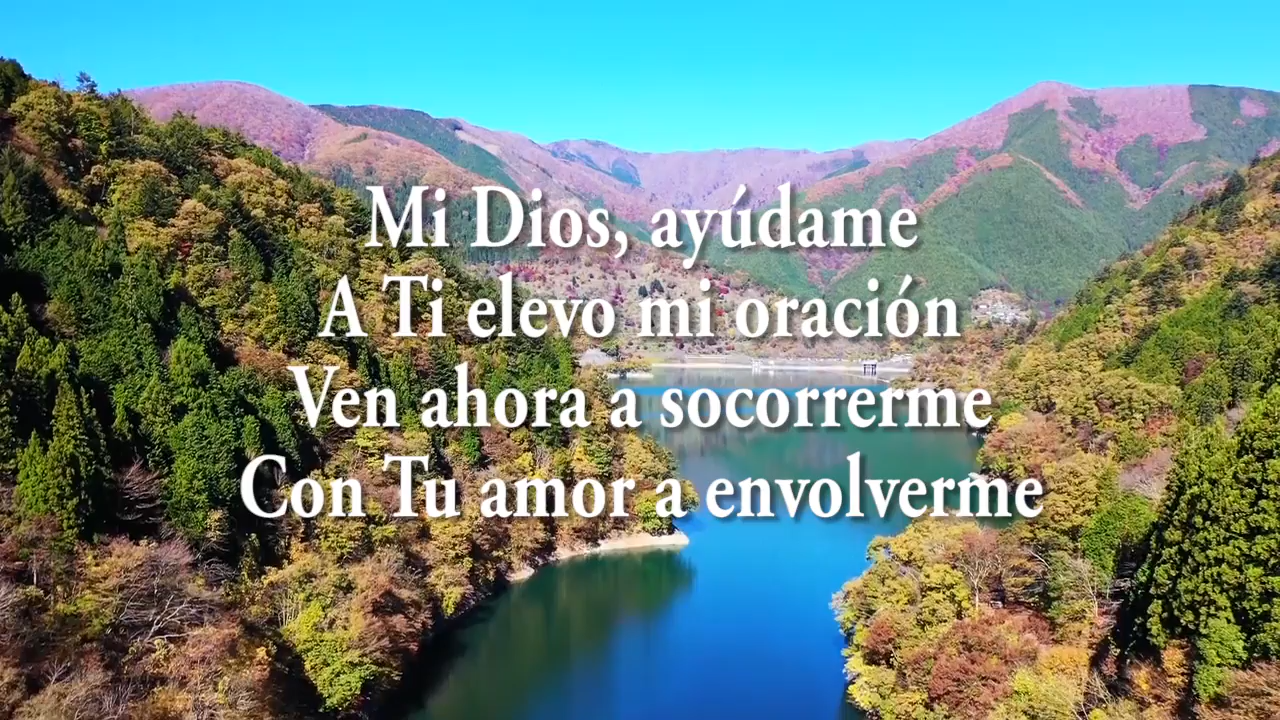 Mi Dios, ayúdame
A Ti elevo mi oración
Ven ahora a socorrerme
Con Tu amor a envolverme